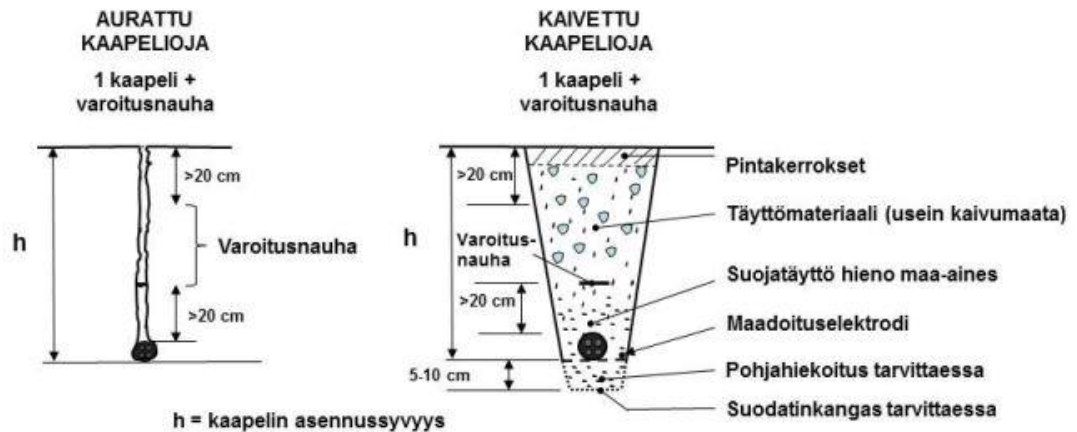 AURATTU
KAAPELIOJA
1 kaapeli +
varoitusnauha
h
>20 cm
Varoitusnauha
>20 cm
KAIVETTU
KAAPELIOJA
1 kaapeli +
varoitusnauha
h
>20 cm
Varoitus-
nauha
>20 cm
5-10 cm
Pintakerrokset
Täyttömateriaali (usein kaivumaata)
Suojatäyttö hieno maa-aines
Maadoituselektrodi
Pohjahiekoitus tarvittaessa
Suodatinkangas tarvittaessa
h = kaapelin asennussyvyys